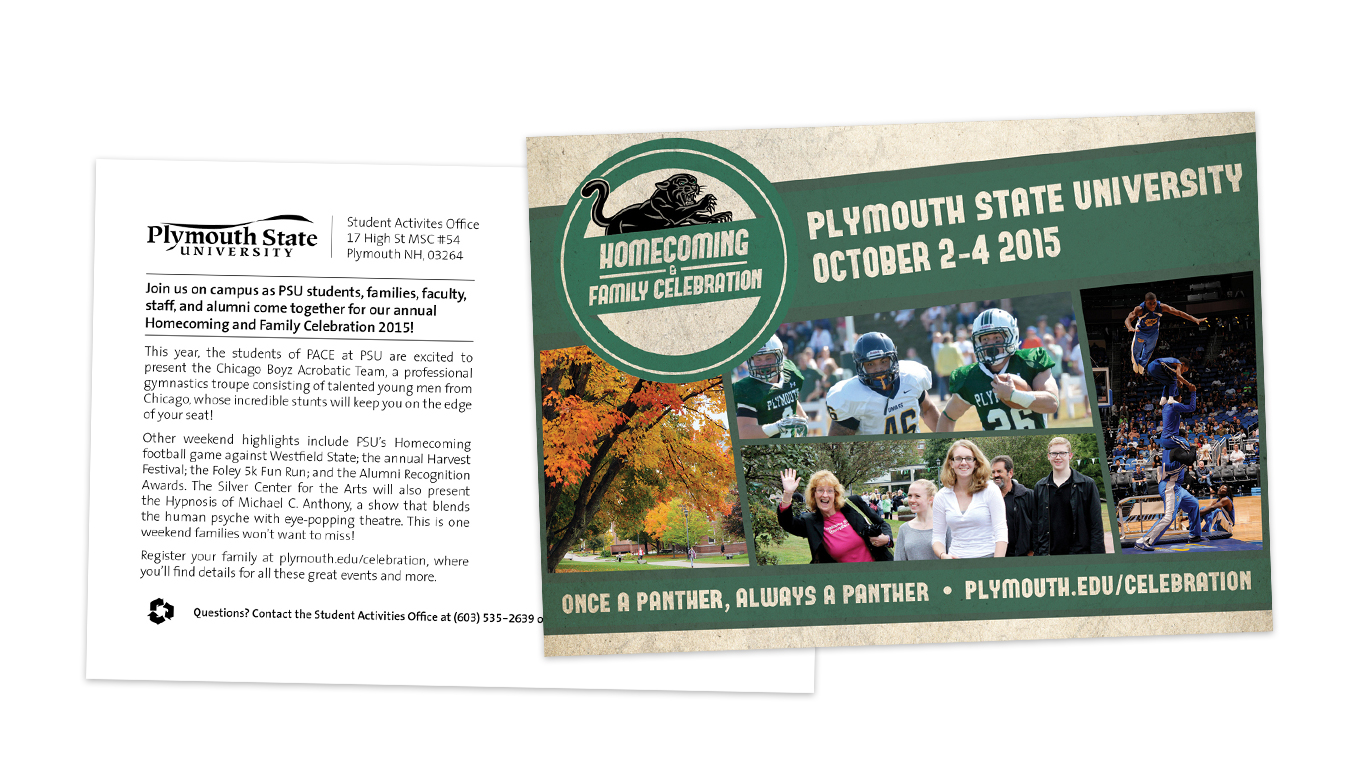 Plymouth State
UNIVERSITY
Student Activites Office
17 High St MSC #54
Plymouth NH, 03264
Join us on campus as PSU students, families, faculty,
staff, and alumni come together for our annual
Homecoming and Family Celebration 2015!
This year, the students of PACE at PSU are excited to
present the Chicago Boyz Acrobatic Team, a professional
gymnastics troupe consisting of talented young men from
Chicago, whose incredible stunts will keep you on the edge
of your seat!
Other weekend highlights include PSU's Homecoming
football game against Westfield State; the annual Harvest
Festival; the Foley 5k Fun Run; and the Alumni Recognition
Awards. The Silver Center for the Arts will also present
the Hypnosis of Michael C. Anthony, a show that blends
the human psyche with eye-popping theatre. This is one
weekend families won't want to miss!
Register your family at plymouth.edu/celebration, where
you'll find details for all these great events and more.
Questions? Contact the Student Activities Office at (603) 535-2639 o
HOMECOMING
&
FAMILY CELEBRATION
PLYMOUTH STATE UNIVERSITY
OCTOBER 2-4 2015
PLYMOUTH
46
PLY
26
ONCE A PANTHER, ALWAYS A PANTHER • PLYMOUTH.EDU/CELEBRATION